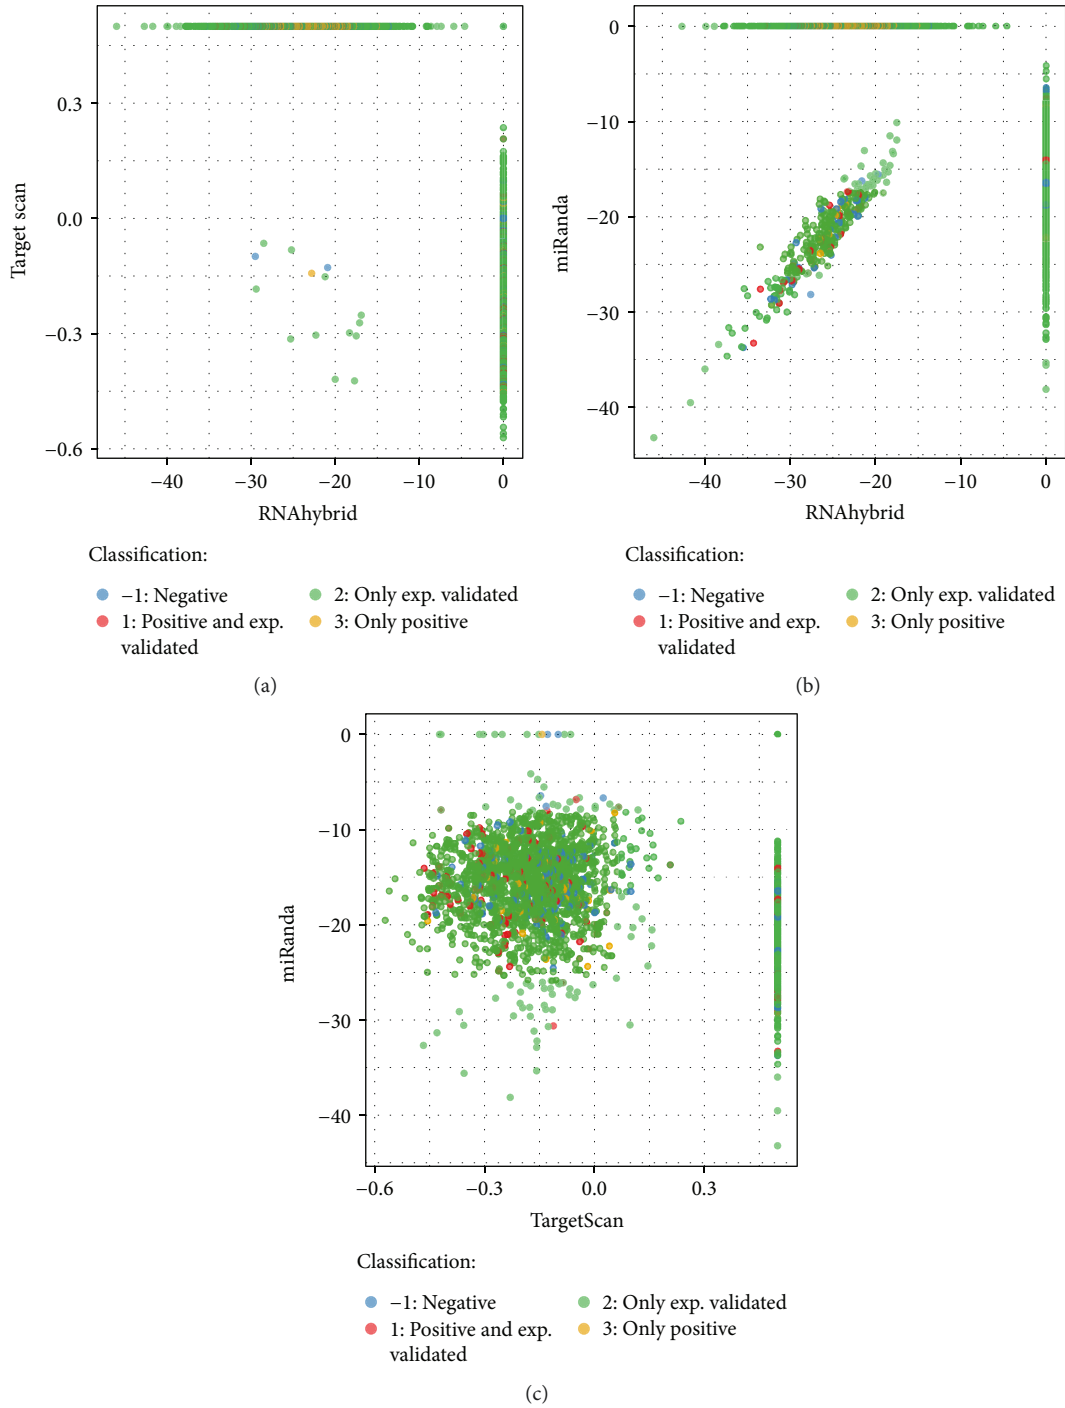 0.3
0.0
−0.3
−0.6
Target scan
−40
−30
−20
−10
0
RNAhybrid
Classification:
−1: Negative
2: Only exp. validated
1: Positive and exp.
validated
3: Only positive
(a)
0
−10
−20
−30
−40
miRanda
−40
−30
−20
−10
0
RNAhybrid
Classification:
−1: Negative
2: Only exp. validated
1: Positive and exp.
validated
3: Only positive
(b)
0
−10
−20
−30
−40
miRanda
−0.6
−0.3
0.0
0.3
TargetScan
Classification:
−1: Negative
2: Only exp. validated
1: Positive and exp.
validated
3: Only positive
(c)